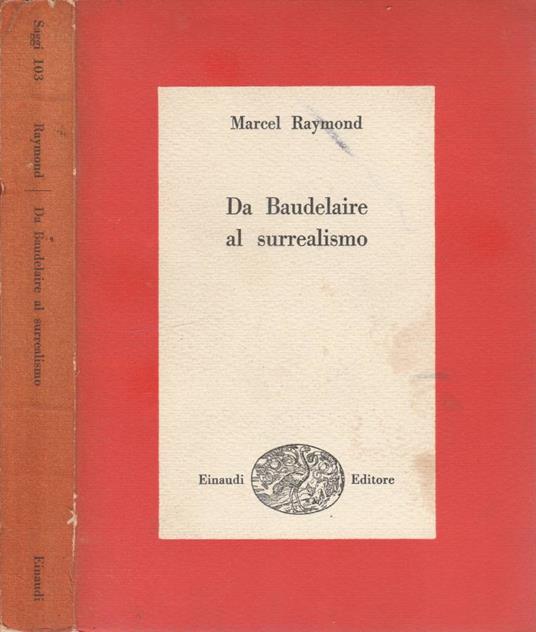 Saggi 103 Raymond Da Baudelaire al surrealismo Einaudi
Marcel Raymond
Da Baudelaire
al surrealismo
Einaudi Editore